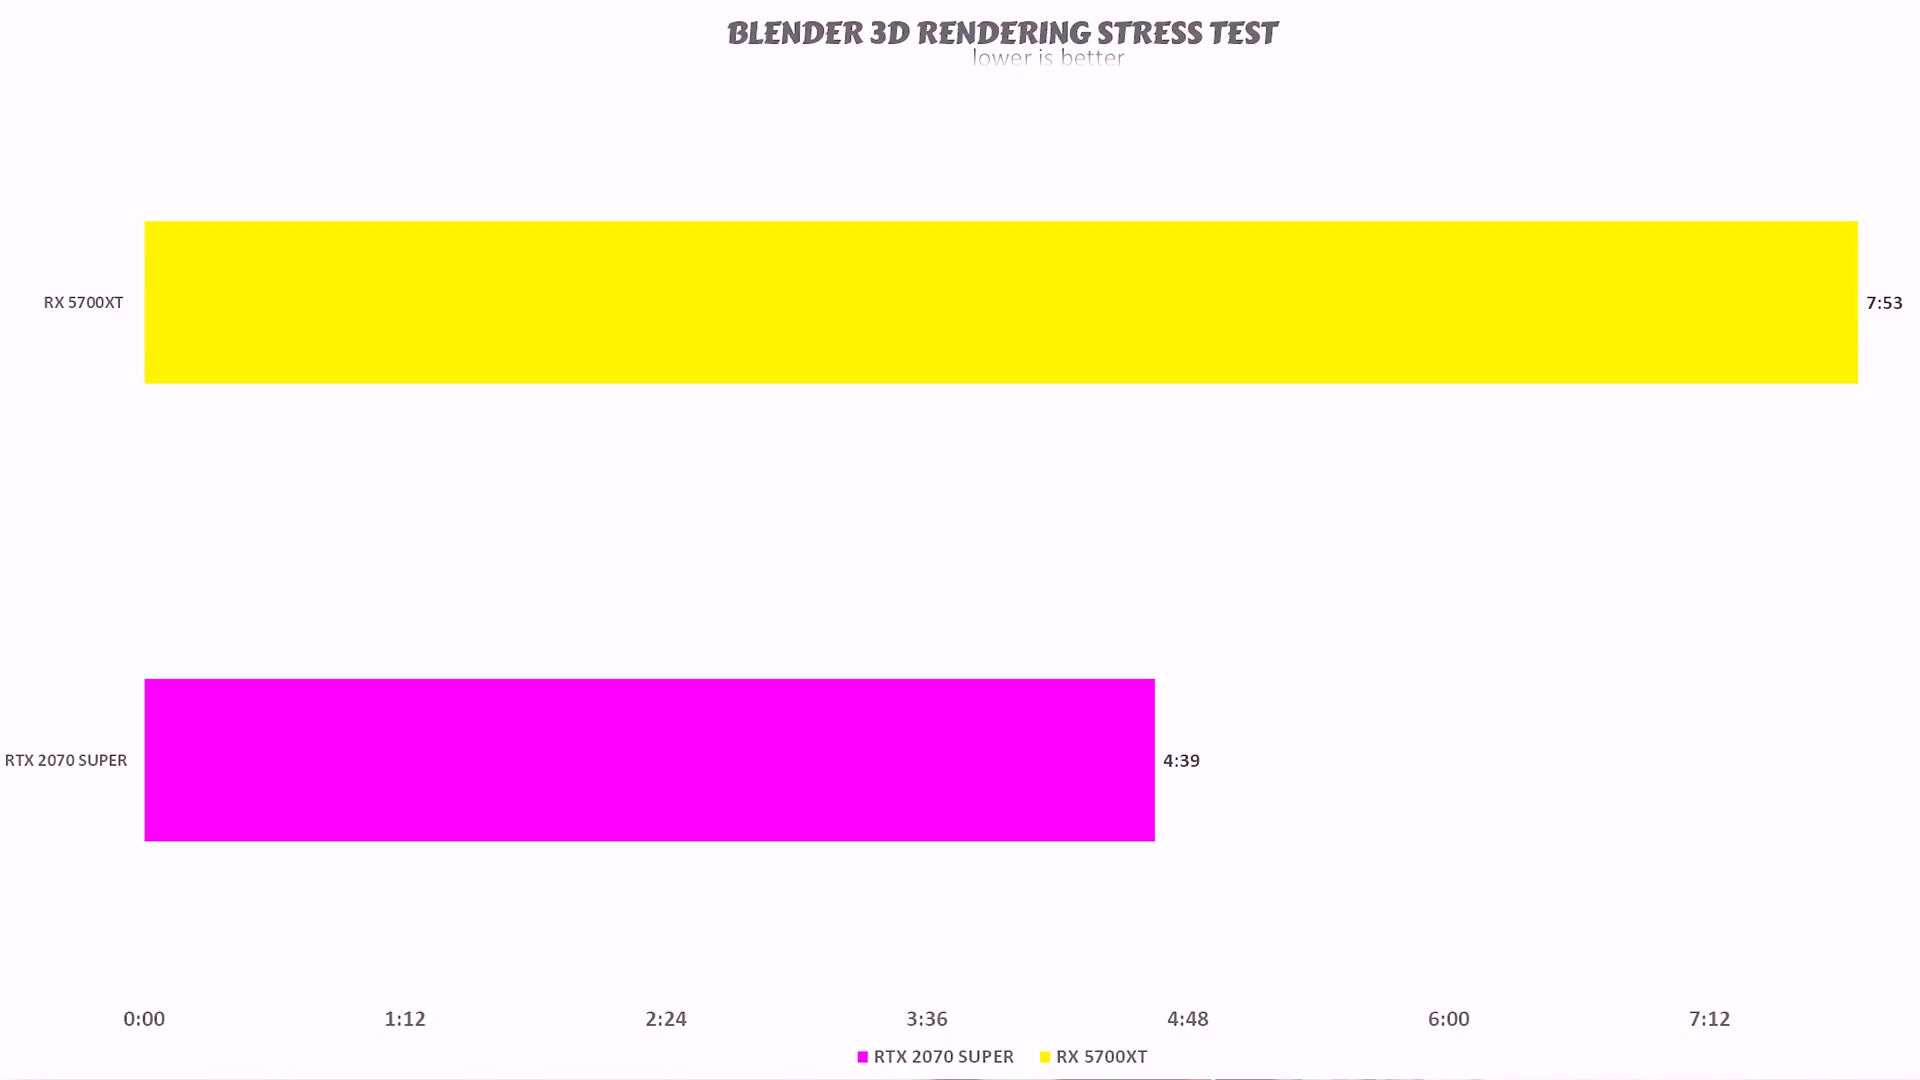 BLENDER 3D RENDERING STRESS TEST
lower is better
RX 5700XT
7:53
RTX 2070 SUPER
4:39
0:00 1:12 2:24 3:36 4:48 6:00 7:12
RTX 2070 SUPER RX 5700XT